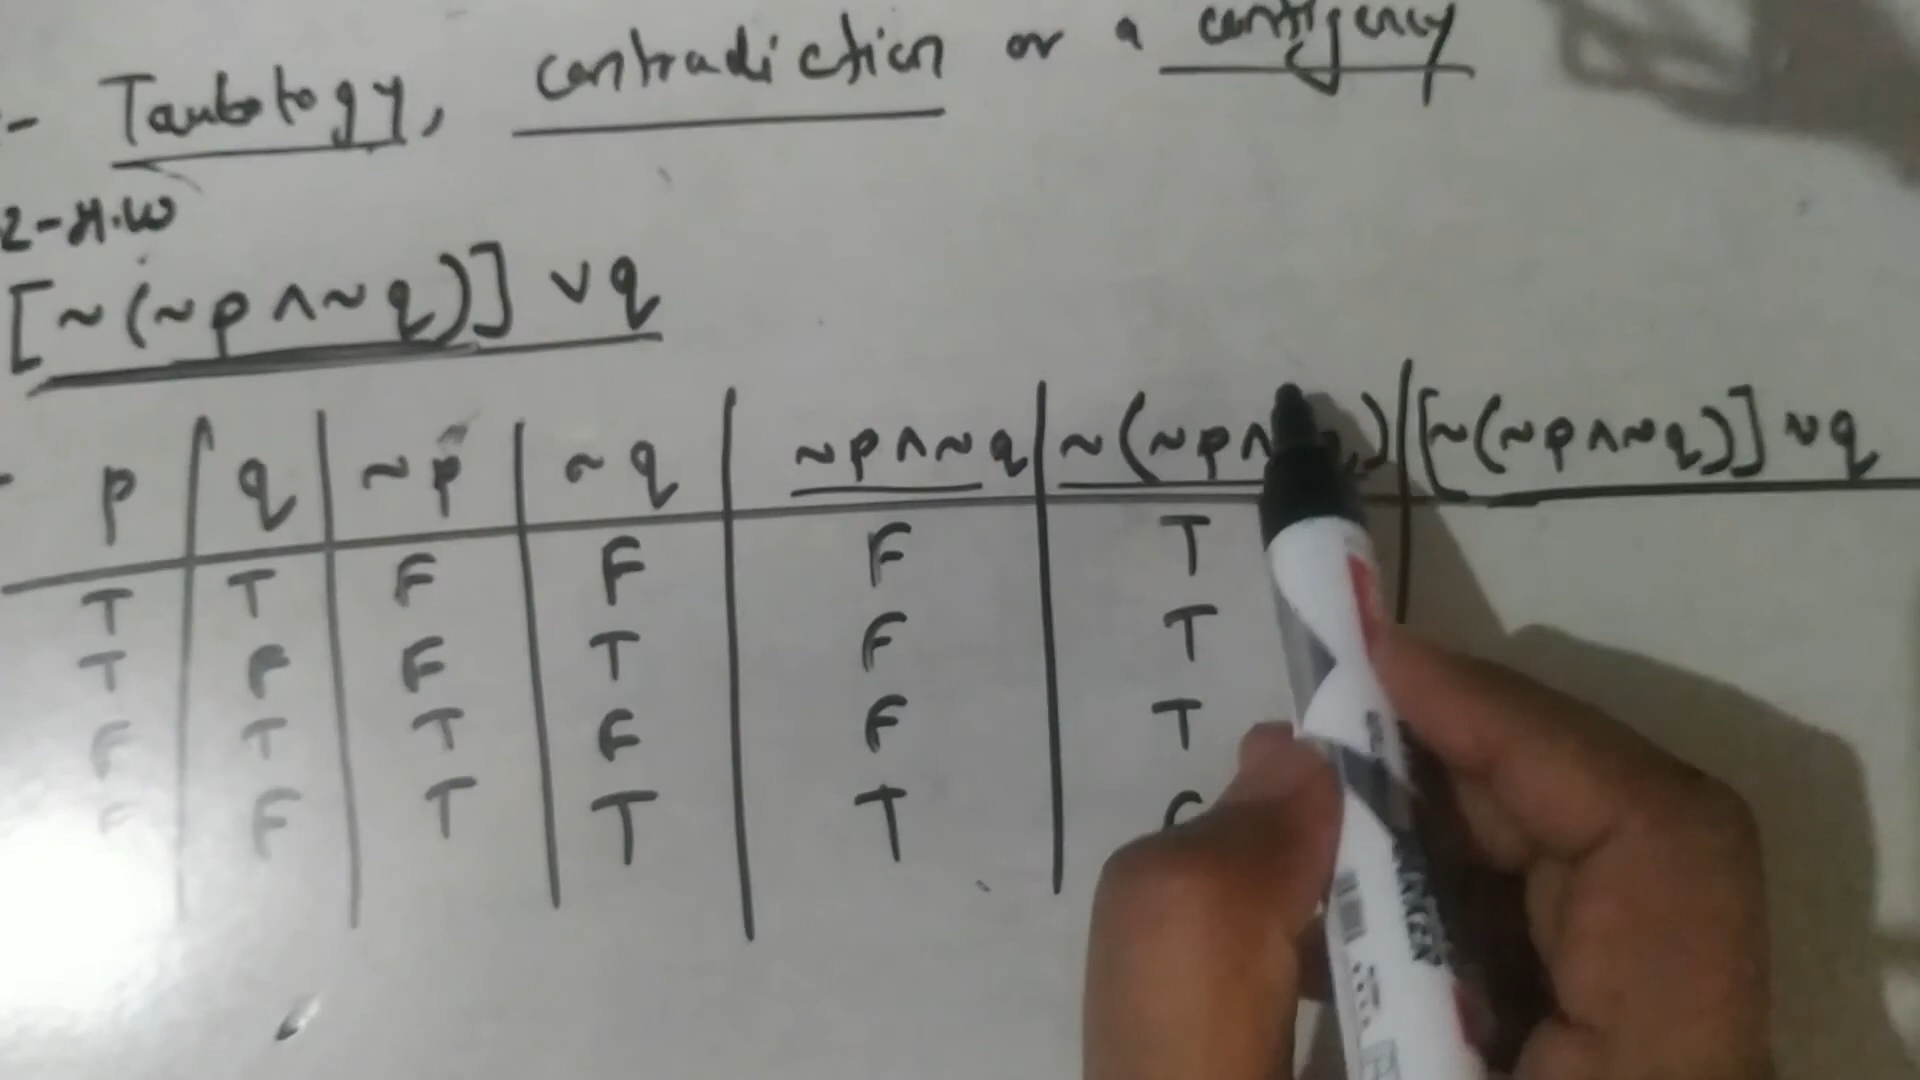 - Tautology, contradiction or a contigency
2-H.W
[~(~p∧~q)] ∨q
p q ~p ~q ~p∧~q ~(~p∧ ) [~(~p∧~q)] ∨q
T T F F F T
T F F T F T
F T T F F T
F F T T T